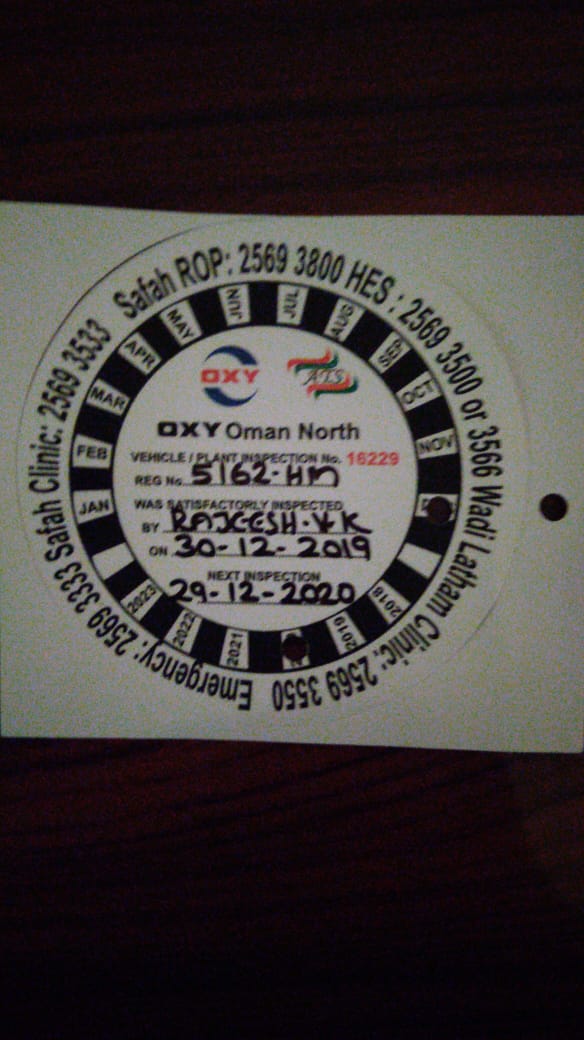 Safah ROP: 2569 3800 HES : 2569 3500 or 3566 Wadi Latham Clinic: 2569 3550
Emergency: 2569 3333 Safah Clinic: 2569 3533
JAN
FEB
MAR
APR
MAY
JUN
JUL
AUG
SEP
OCT
NOV
2018
2019
2021
2022
2023
OXY
ATS
OXY Oman North
VEHICLE / PLANT INSPECTION No. 16229
REG No 5162-HM
WAS SATISFACTORLY INSPECTED
BY RAJEESH.V.K
ON 30-12-2019
NEXT INSPECTION
29-12-2020